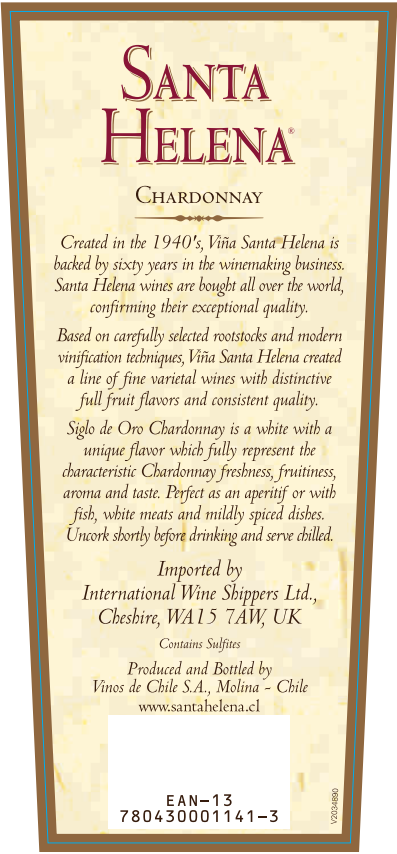 SANTA
HELENA®
CHARDONNAY
Created in the 1940's, Viña Santa Helena is
backed by sixty years in the winemaking business.
Santa Helena wines are bought all over the world,
confirming their exceptional quality.
Based on carefully selected rootstocks and modern
vinification techniques, Viña Santa Helena created
a line of fine varietal wines with distinctive
full fruit flavors and consistent quality.
Siglo de Oro Chardonnay is a white with a
unique flavor which fully represent the
characteristic Chardonnay freshness, fruitiness,
aroma and taste. Perfect as an aperitif or with
fish, white meats and mildly spiced dishes.
Uncork shortly before drinking and serve chilled.
Imported by
International Wine Shippers Ltd.,
Cheshire, WA15 7AW, UK
Contains Sulfites
Produced and Bottled by
Vinos de Chile S.A., Molina - Chile
www.santahelena.cl
EAN-13
780430001141-3
V2034890